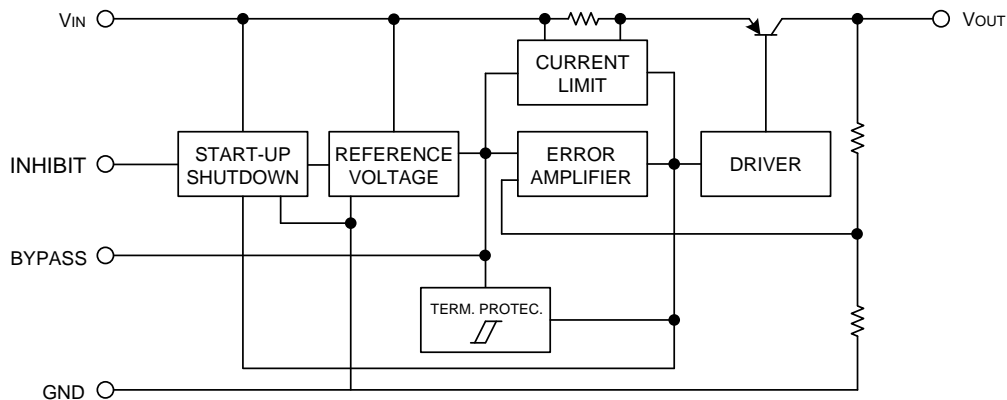 VIN
VOUT
CURRENT
LIMIT
INHIBIT
START-UP
SHUTDOWN
REFERENCE
VOLTAGE
ERROR
AMPLIFIER
DRIVER
BYPASS
TERM. PROTEC.
GND